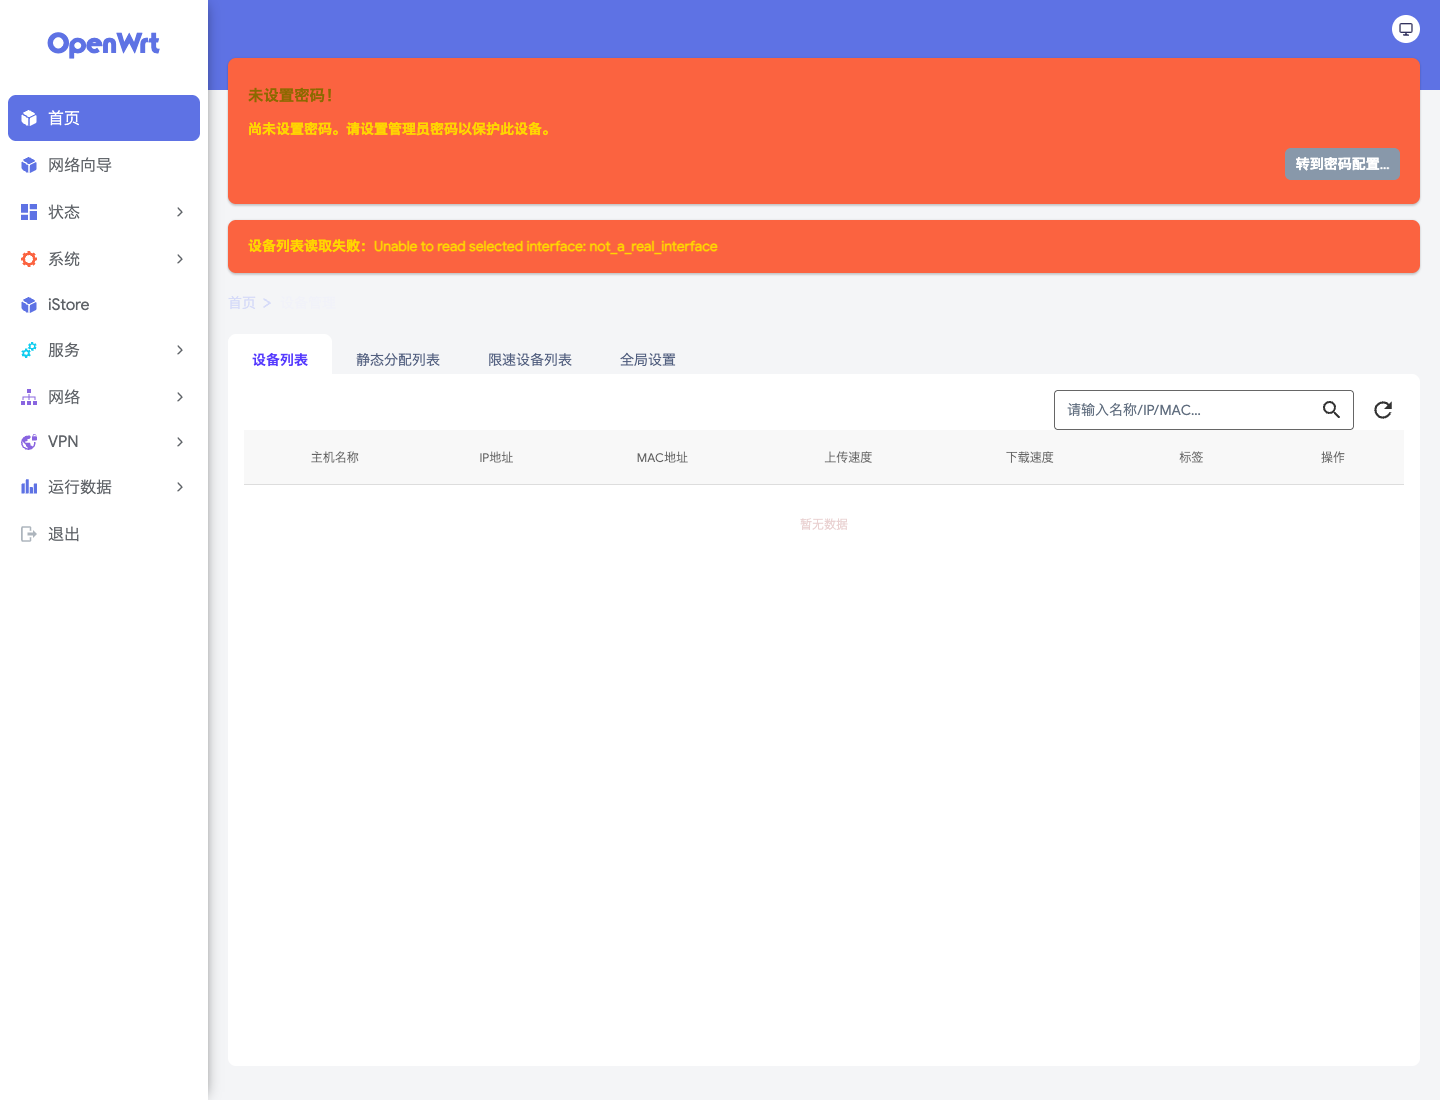 OpenWrt
首页
网络向导
状态
系统
iStore
服务
网络
VPN
运行数据
退出
未设置密码！
尚未设置密码。请设置管理员密码以保护此设备。
转到密码配置...
设备列表读取失败：Unable to read selected interface: not_a_real_interface
首页 >
设备列表 静态分配列表 限速设备列表 全局设置
请输入名称/IP/MAC...
主机名称 IP地址 MAC地址 上传速度 下载速度 标签 操作
暂无数据